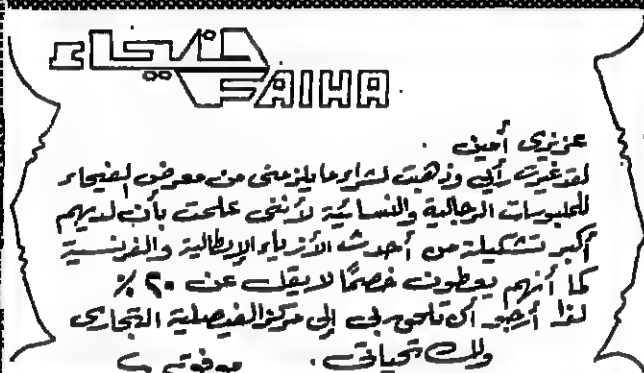 فيحاء
FAIHA
عزيزي أمين
لقد غيرت رأيي وذهبت لشراء ما يلزمني من معرض الفيحاء
للملبوسات الرجالية والنسائية لأنني علمت بأن لديهم
أكبر تشكيلة من أحدث الأزياء الإيطالية والفرنسية
كما أنهم يعطون خصمًا لا يقل عن ٢٠ %
لذا أرجو أن تلحق بي إلى مركز الفيصلية التجاري
ولك تحياتي .